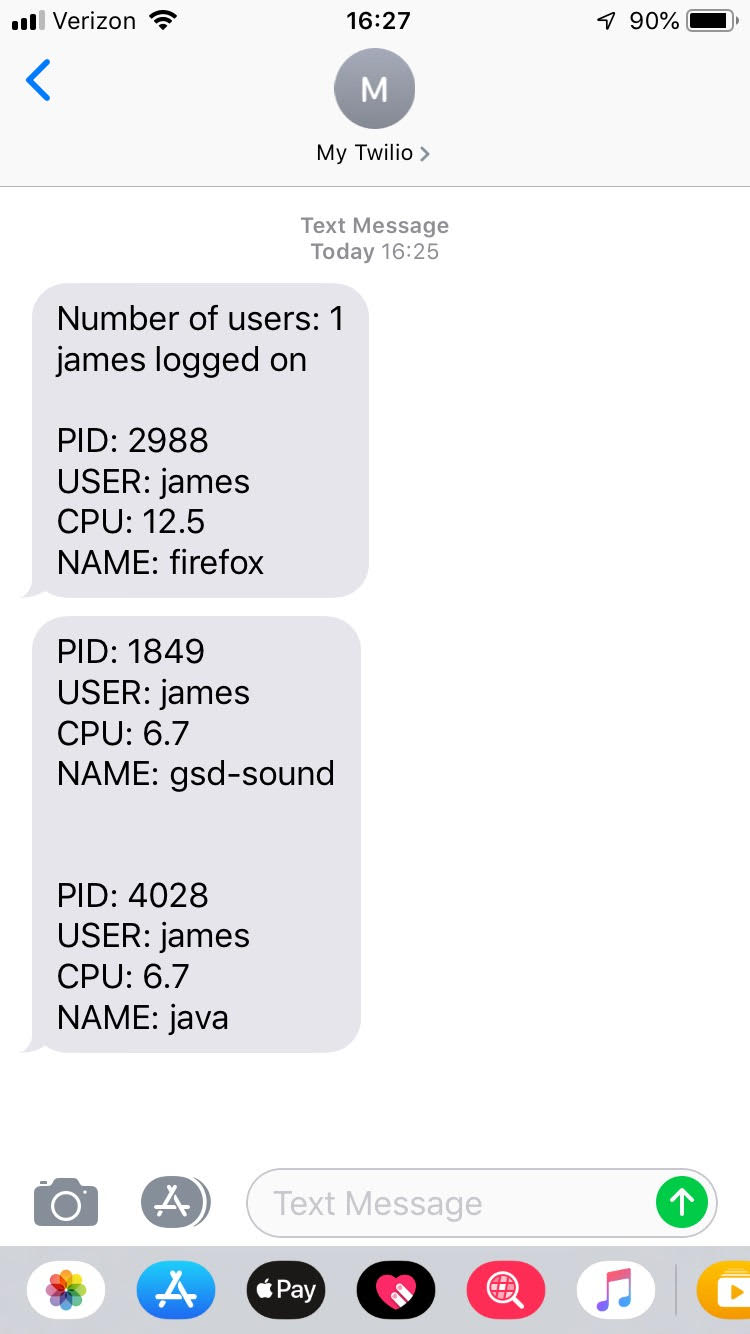 Verizon 16:27 90%
M
My Twilio
Text Message
Today 16:25
Number of users: 1
james logged on
PID: 2988
USER: james
CPU: 12.5
NAME: firefox
PID: 1849
USER: james
CPU: 6.7
NAME: gsd-sound
PID: 4028
USER: james
CPU: 6.7
NAME: java
Text Message
Pay